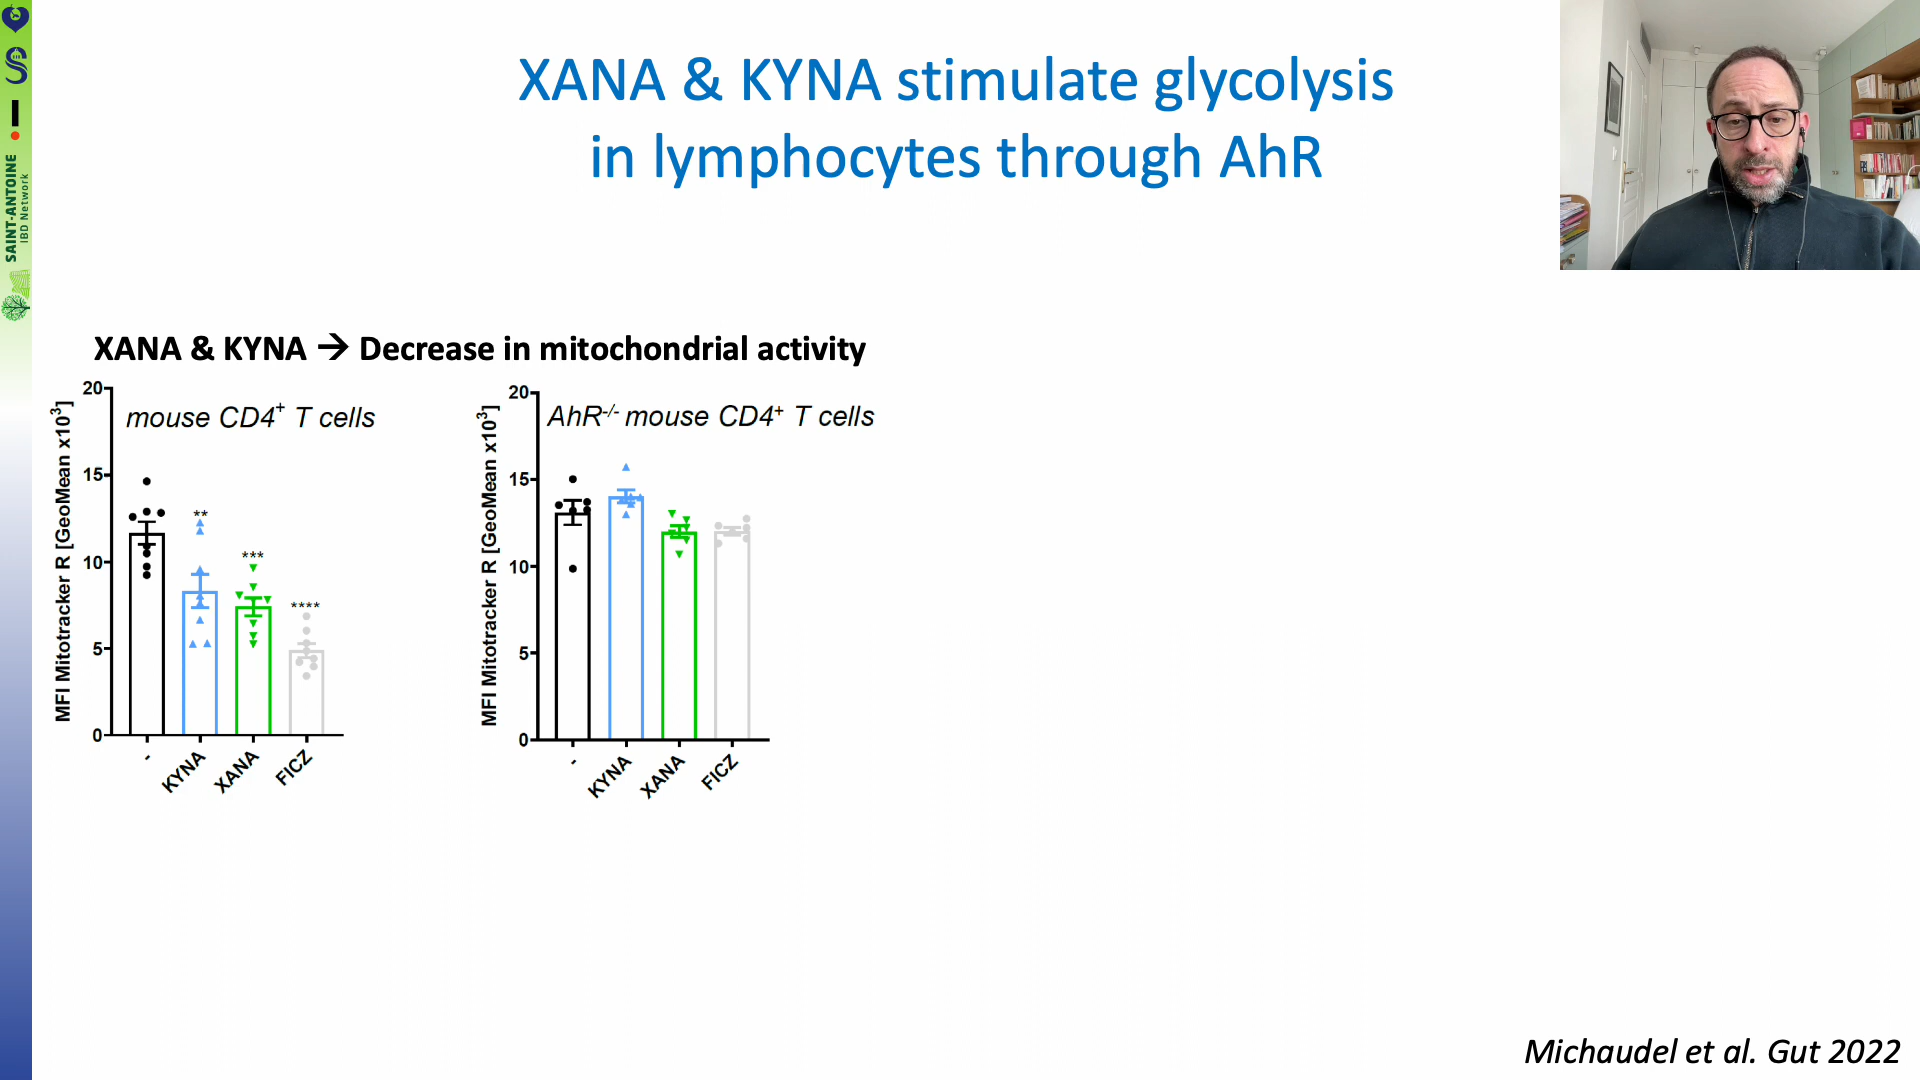 XANA & KYNA stimulate glycolysis
in lymphocytes through AhR
SAINT-ANTOINE
IBD Network
XANA & KYNA → Decrease in mitochondrial activity
mouse CD4⁺ T cells
MFI Mitotracker R [GeoMean x10³]
20
15
10
5
0
**
***
****
-
KYNA
XANA
FICZ
AhR⁻/⁻ mouse CD4⁺ T cells
MFI Mitotracker R [GeoMean x10³]
20
15
10
5
0
-
KYNA
XANA
FICZ
Michaudel et al. Gut 2022